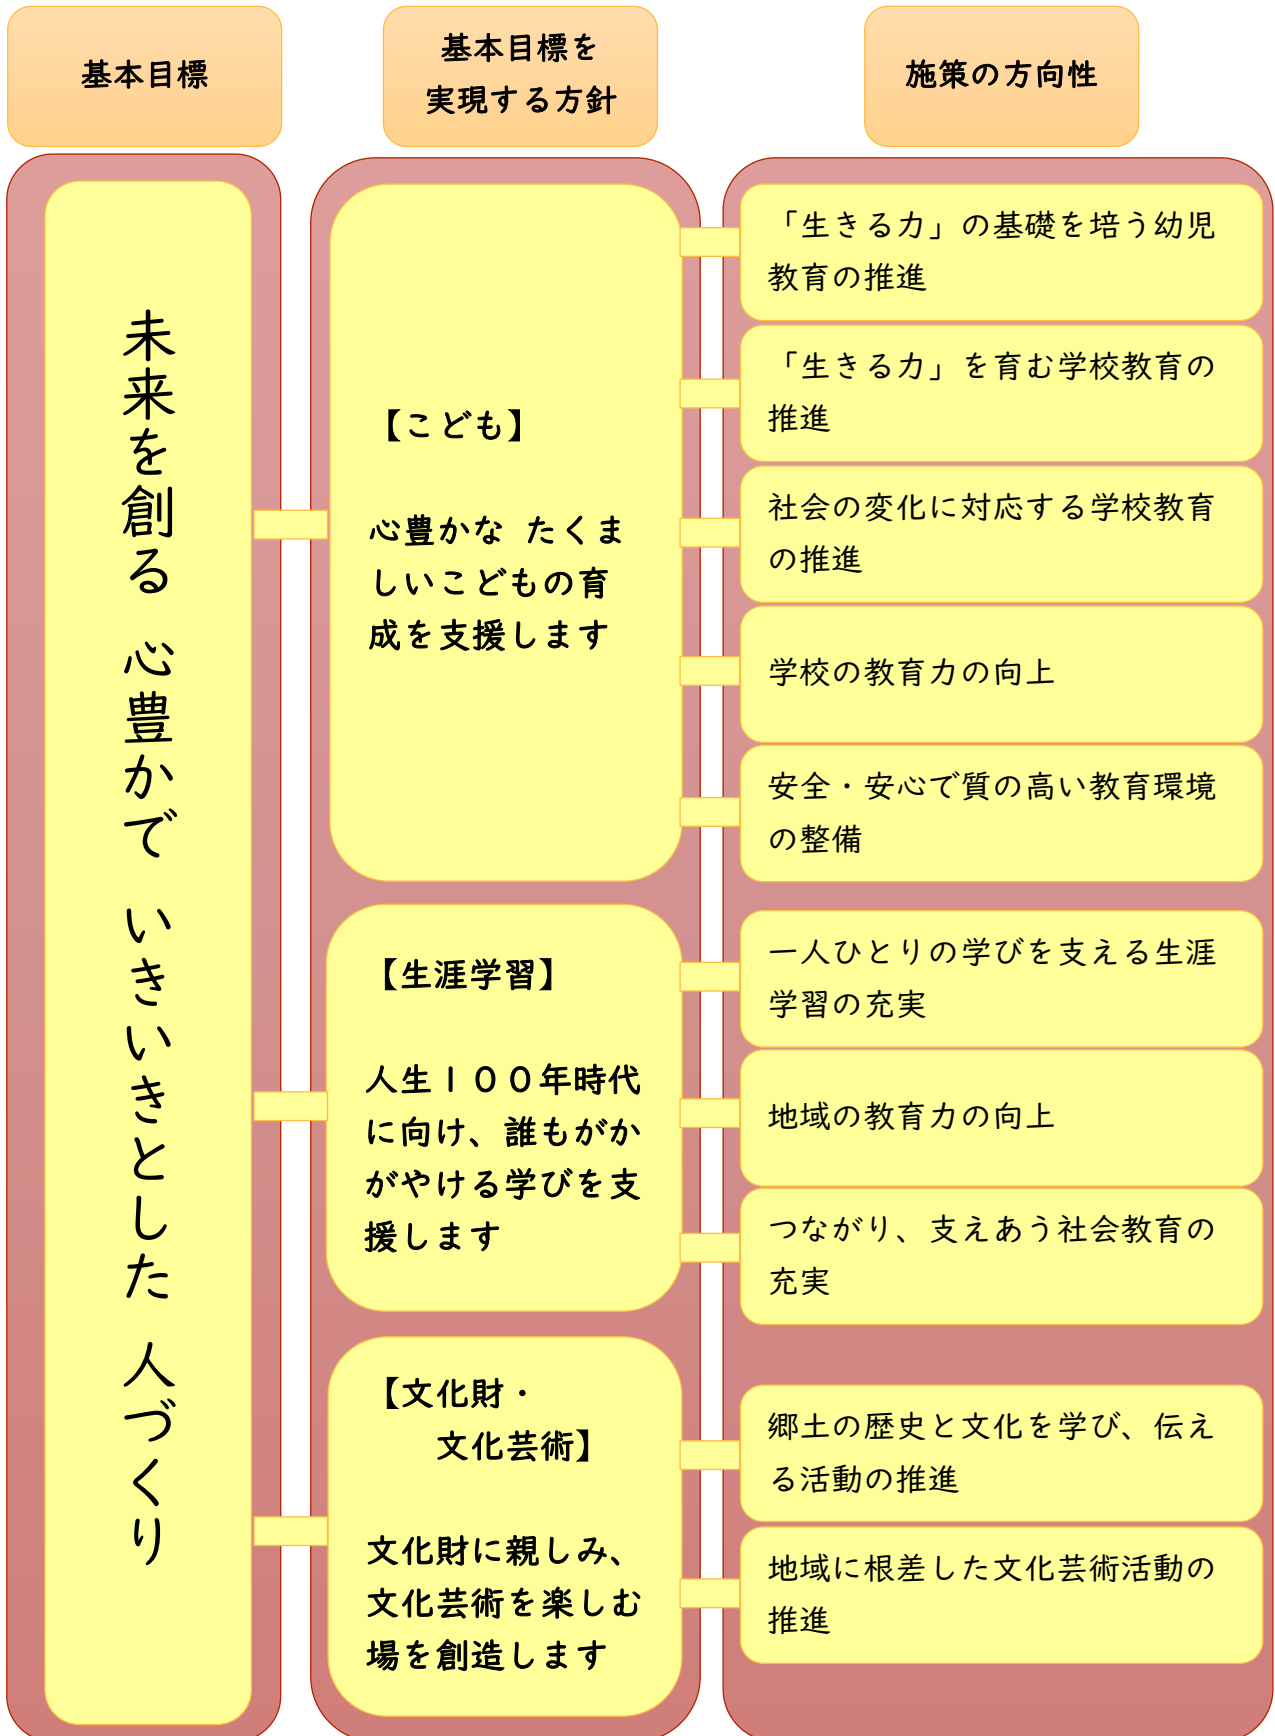 基本目標
基本目標を
実現する方針
施策の方向性
未来を創る 心豊かで いきいきとした 人づくり
【こども】
心豊かな たくま
しいこどもの育
成を支援します
「生きる力」の基礎を培う幼児
教育の推進
「生きる力」を育む学校教育の
推進
社会の変化に対応する学校教育
の推進
学校の教育力の向上
安全・安心で質の高い教育環境
の整備
【生涯学習】
人生１００年時代
に向け、誰もがか
がやける学びを支
援します
一人ひとりの学びを支える生涯
学習の充実
地域の教育力の向上
つながり、支えあう社会教育の
充実
【文化財・
文化芸術】
文化財に親しみ、
文化芸術を楽しむ
場を創造します
郷土の歴史と文化を学び、伝え
る活動の推進
地域に根差した文化芸術活動の
推進